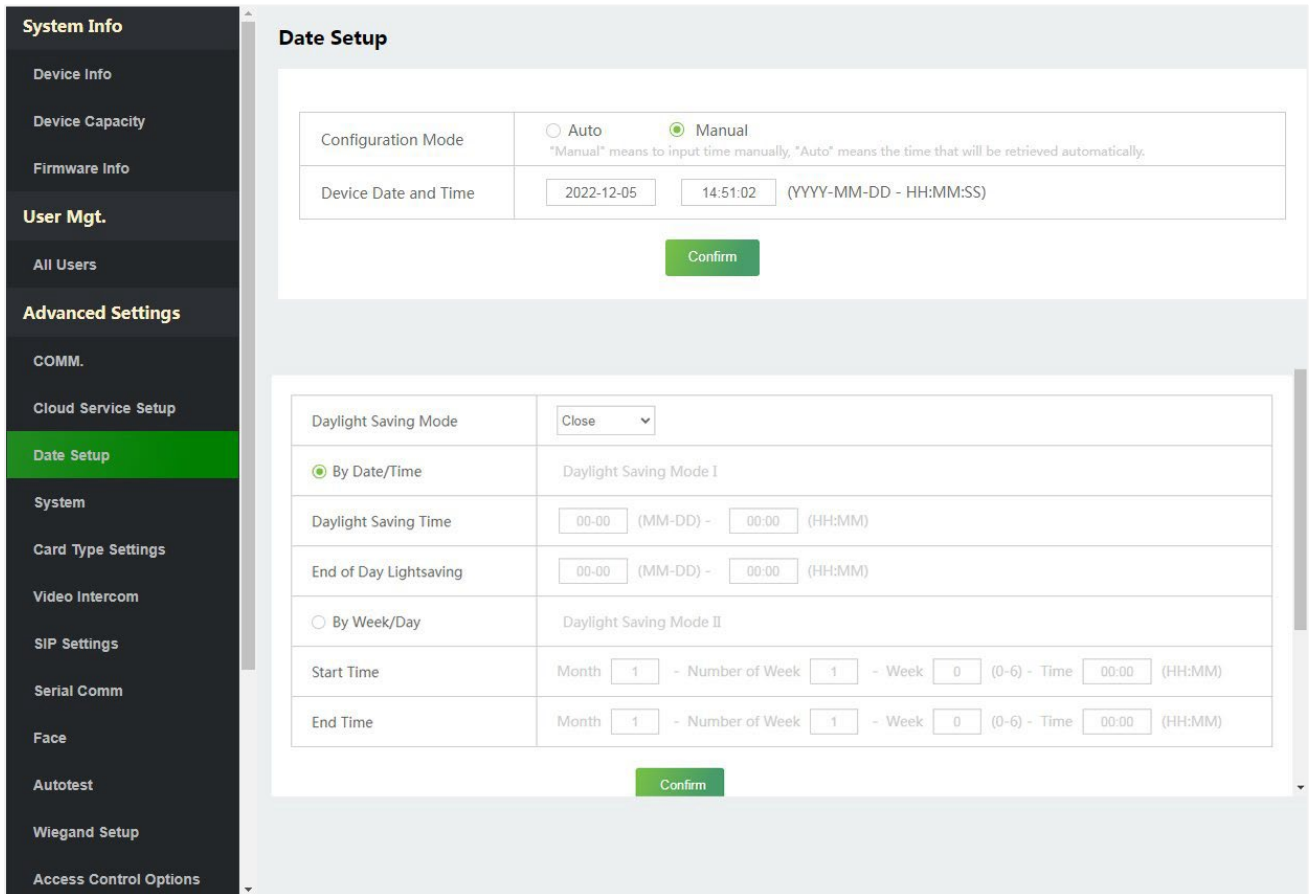 System Info
Device Info
Device Capacity
Firmware Info
User Mgt.
All Users
Advanced Settings
COMM.
Cloud Service Setup
Date Setup
System
Card Type Settings
Video Intercom
SIP Settings
Serial Comm
Face
Autotest
Wiegand Setup
Access Control Options
Date Setup
Configuration Mode Auto Manual
"Manual" means to input time manually, "Auto" means the time that will be retrieved automatically.
Device Date and Time 2022-12-05 14:51:02 (YYYY-MM-DD - HH:MM:SS)
Confirm
Daylight Saving Mode Close
By Date/Time Daylight Saving Mode I
Daylight Saving Time 00-00 (MM-DD) - 00:00 (HH:MM)
End of Day Lightsaving 00-00 (MM-DD) - 00:00 (HH:MM)
By Week/Day Daylight Saving Mode II
Start Time Month 1 - Number of Week 1 - Week 0 (0-6) - Time 00:00 (HH:MM)
End Time Month 1 - Number of Week 1 - Week 0 (0-6) - Time 00:00 (HH:MM)
Confirm